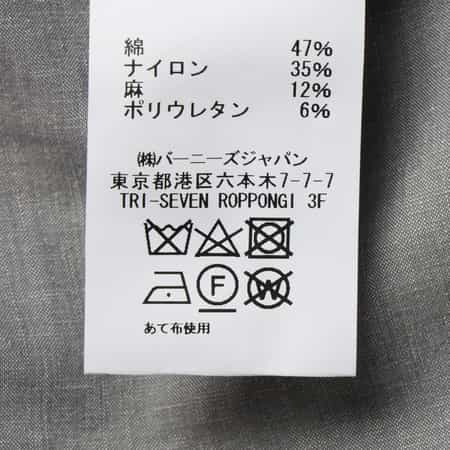 綿 47%
ナイロン 35%
麻 12%
ポリウレタン 6%
㈱バーニーズジャパン
東京都港区六本木7-7-7
TRI-SEVEN ROPPONGI 3F
F W
あて布使用